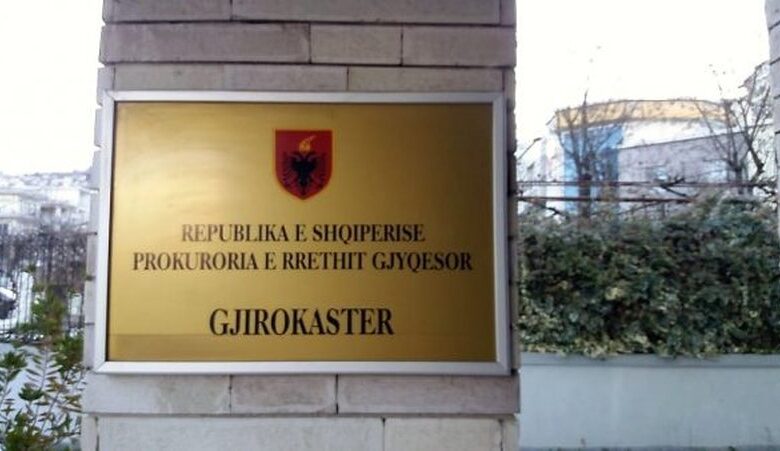 REPUBLIKA E SHQIPERISE
PROKURORIA E RRETHIT GJYQESOR
GJIROKASTER